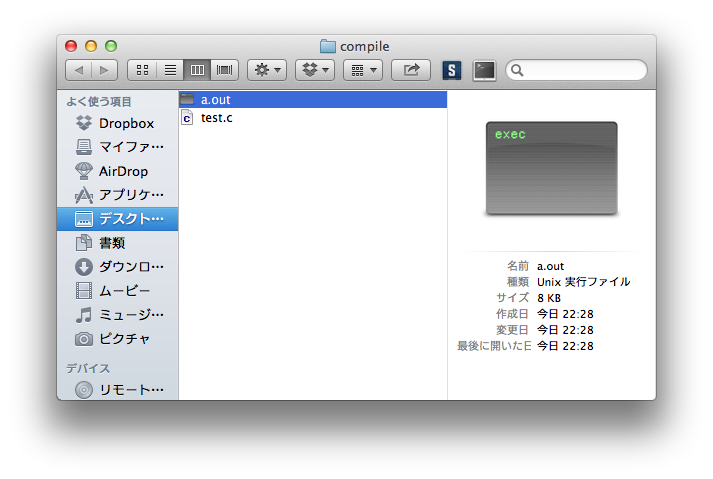 compile
よく使う項目
Dropbox
マイファ…
AirDrop
アプリケ…
デスクト…
書類
ダウンロ…
ムービー
ミュージ…
ピクチャ
デバイス
リモート…
a.out
test.c
exec
名前 a.out
種類 Unix 実行ファイル
サイズ 8 KB
作成日 今日 22:28
変更日 今日 22:28
最後に開いた日 今日 22:28